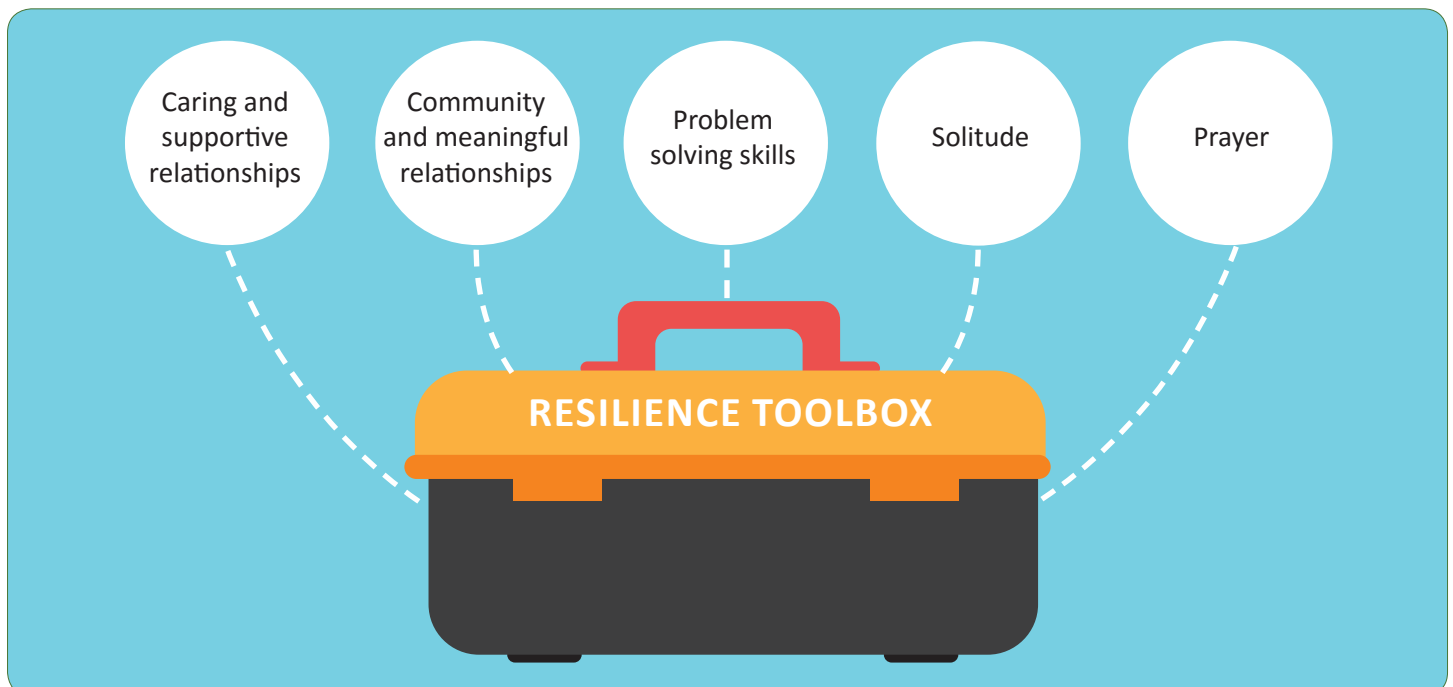 Caring and
supportive
relationships
Community
and meaningful
relationships
Problem
solving skills
Solitude
Prayer
RESILIENCE TOOLBOX